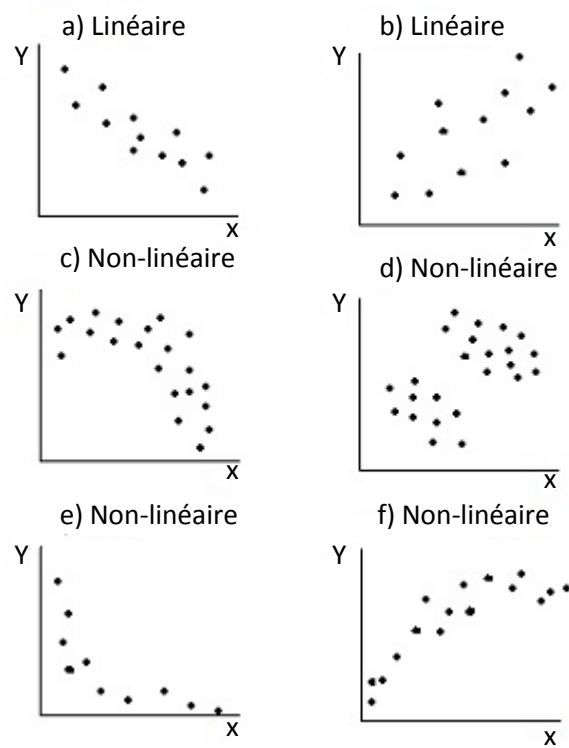 a) Linéaire
Y
X
b) Linéaire
Y
X
c) Non-linéaire
Y
X
d) Non-linéaire
Y
X
e) Non-linéaire
Y
X
f) Non-linéaire
Y
X